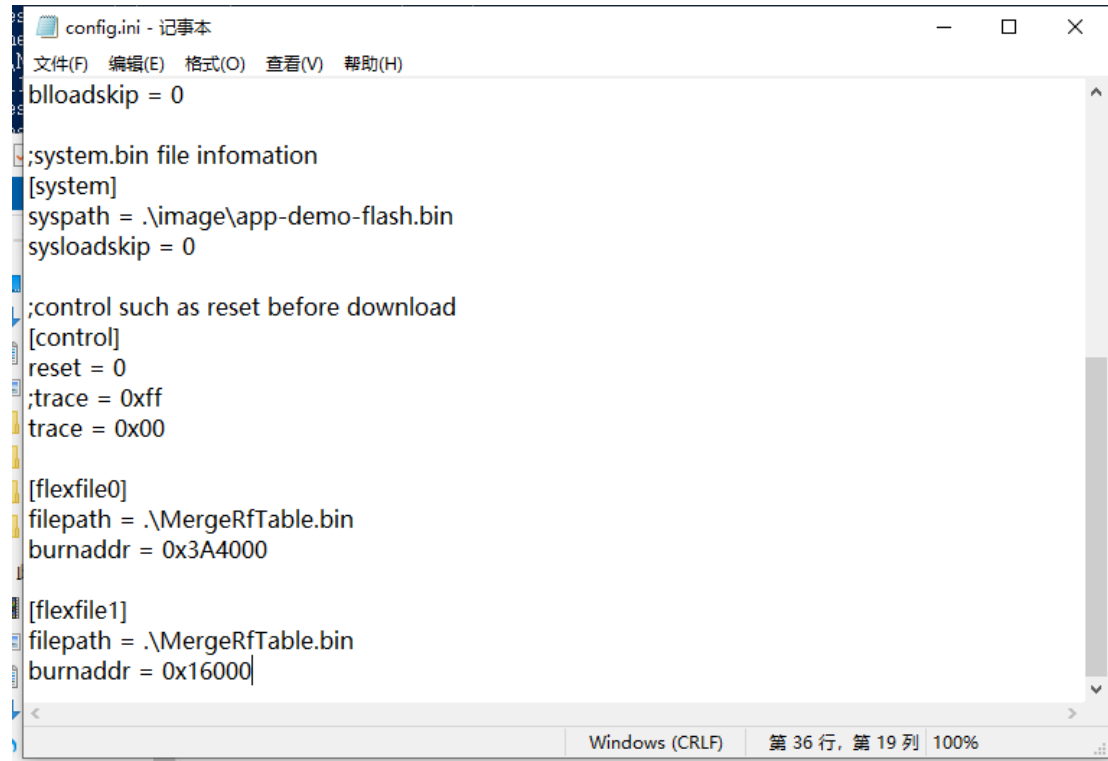 config.ini - 记事本
文件(F) 编辑(E) 格式(O) 查看(V) 帮助(H)
blloadskip = 0
;system.bin file infomation
[system]
syspath = .\image\app-demo-flash.bin
sysloadskip = 0
;control such as reset before download
[control]
reset = 0
;trace = 0xff
trace = 0x00
[flexfile0]
filepath = .\MergeRfTable.bin
burnaddr = 0x3A4000
[flexfile1]
filepath = .\MergeRfTable.bin
burnaddr = 0x16000
Windows (CRLF) 第 36 行，第 19 列 100%